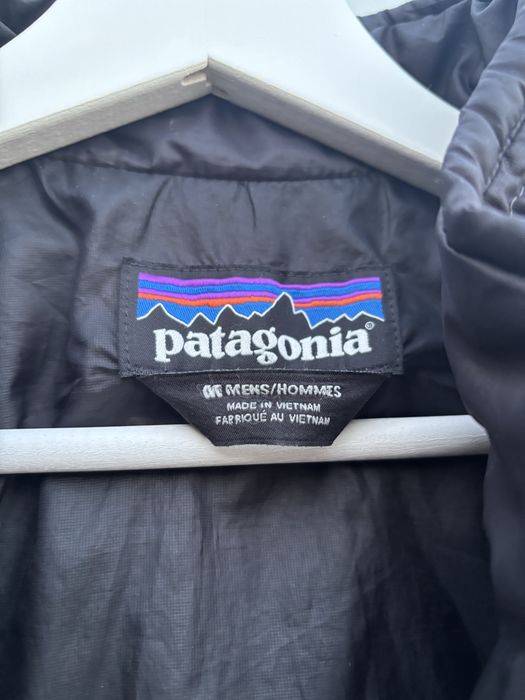 patagonia®
M MENS/HOMMES
MADE IN VIETNAM
FABRIQUÉ AU VIETNAM